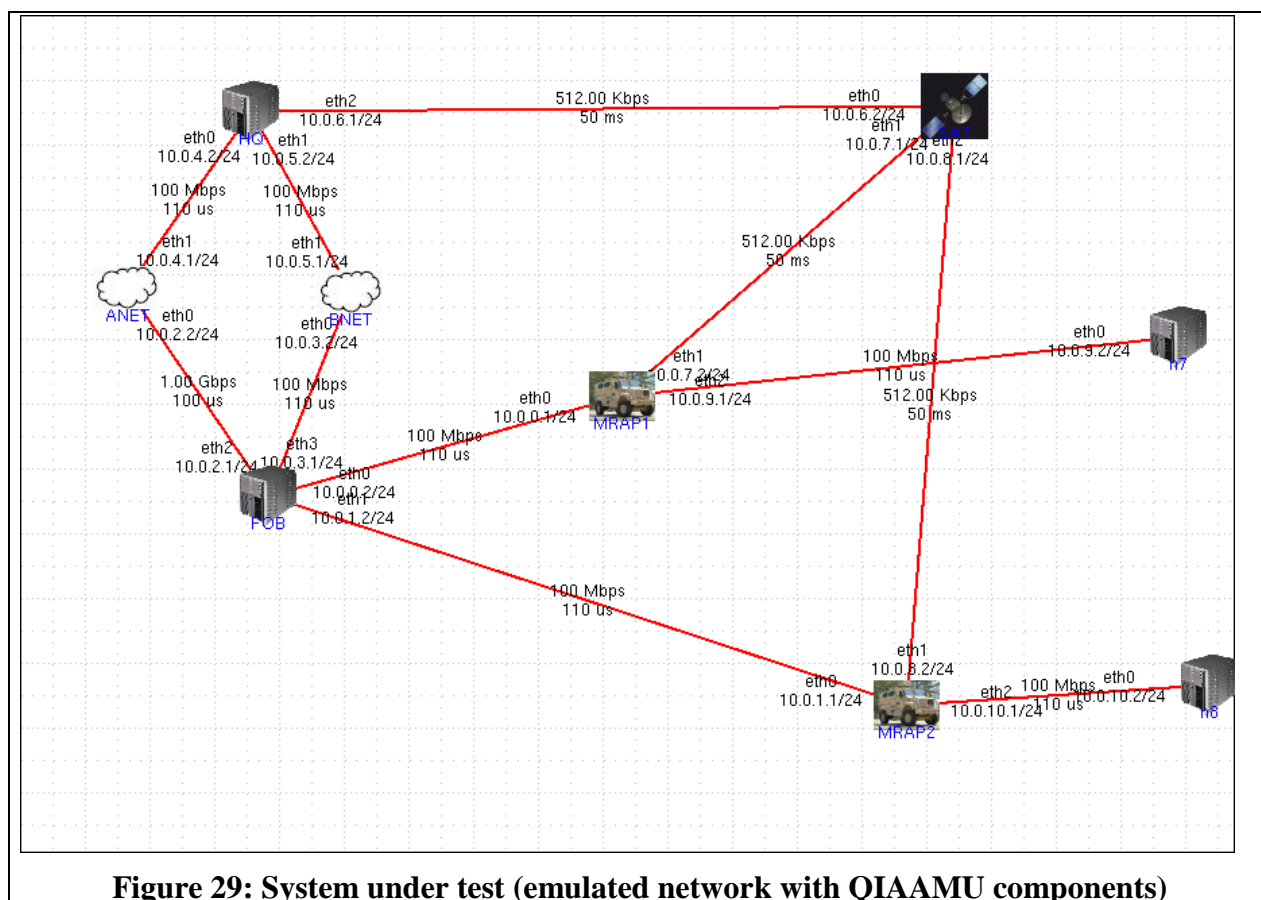 eth2
10.0.6.1/24
512.00 Kbps
50 ms
eth0
10.0.6.2/24
eth1
10.0.7.1/24
eth2
10.0.8.1/24
SAT
HQ
eth0
10.0.4.2/24
eth1
10.0.5.2/24
100 Mbps
110 us
100 Mbps
110 us
eth1
10.0.4.1/24
eth1
10.0.5.1/24
512.00 Kbps
50 ms
ANET
eth0
10.0.2.2/24
BNET
eth0
10.0.3.2/24
eth0
10.0.9.2/24
n7
1.00 Gbps
100 us
100 Mbps
110 us
eth1
10.0.7.2/24
eth2
10.0.9.1/24
100 Mbps
110 us
512.00 Kbps
50 ms
eth0
10.0.0.1/24
MRAP1
100 Mbps
110 us
eth2
10.0.2.1/24
eth3
10.0.3.1/24
eth0
10.0.0.2/24
eth1
10.0.1.2/24
FOB
100 Mbps
110 us
eth1
10.0.8.2/24
eth0
10.0.1.1/24
MRAP2
eth2
10.0.10.1/24
100 Mbps
110 us
eth0
10.0.10.2/24
n8
Figure 29: System under test (emulated network with QIAAMU components)